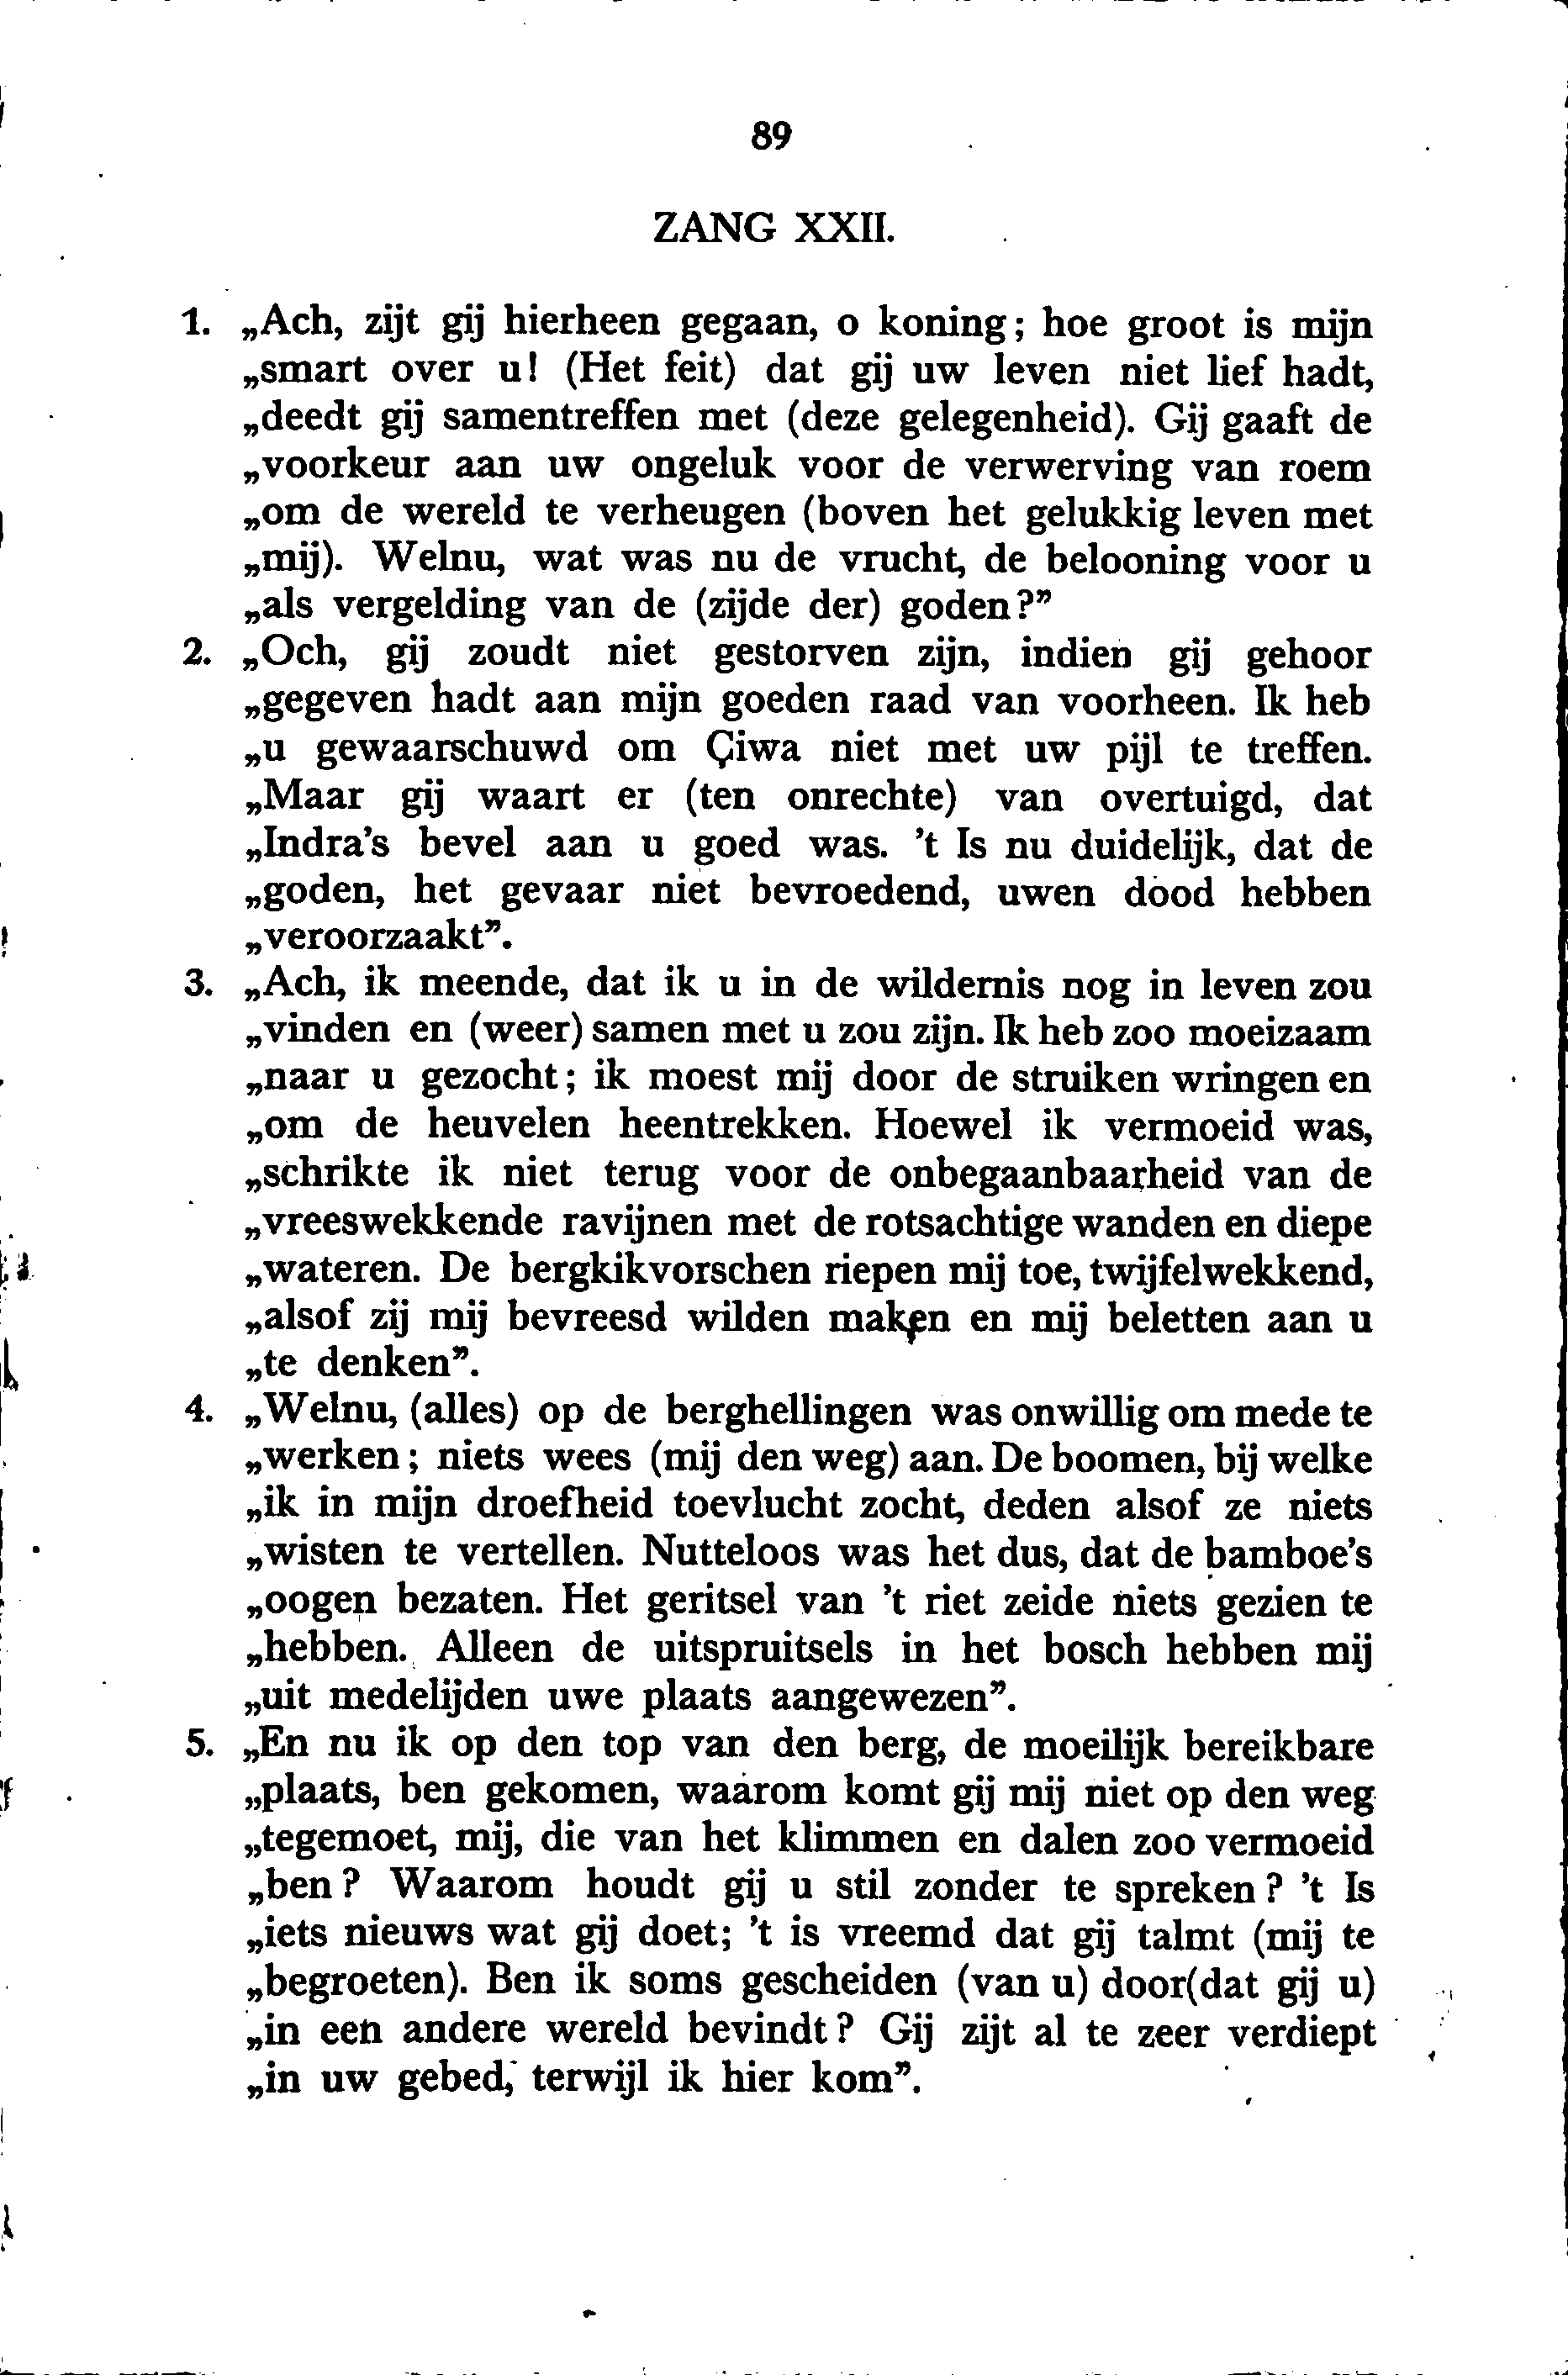 89
ZANG XXII.
1. „Ach, zijt gij hierheen gegaan, o koning; hoe groot is mijn
„smart over u! (Het feit) dat gij uw leven niet lief hadt,
„deedt gij samentreffen met (deze gelegenheid). Gij gaaft de
„voorkeur aan uw ongeluk voor de verwerving van roem
„om de wereld te verheugen (boven het gelukkig leven met
„mij). Welnu, wat was nu de vrucht, de belooning voor u
„als vergelding van de (zijde der) goden?”
2. „Och, gij zoudt niet gestorven zijn, indien gij gehoor
„gegeven hadt aan mijn goeden raad van voorheen. Ik heb
„u gewaarschuwd om Çiwa niet met uw pijl te treffen.
„Maar gij waart er (ten onrechte) van overtuigd, dat
„Indra’s bevel aan u goed was. ’t Is nu duidelijk, dat de
„goden, het gevaar niet bevroedend, uwen dood hebben
„veroorzaakt”.
3. „Ach, ik meende, dat ik u in de wildernis nog in leven zou
„vinden en (weer) samen met u zou zijn. Ik heb zoo moeizaam
„naar u gezocht; ik moest mij door de struiken wringen en
„om de heuvelen heentrekken. Hoewel ik vermoeid was,
„schrikte ik niet terug voor de onbegaanbaarheid van de
„vreeswekkende ravijnen met de rotsachtige wanden en diepe
„wateren. De bergkikvorschen riepen mij toe, twijfelwekkend,
„alsof zij mij bevreesd wilden maken en mij beletten aan u
„te denken”.
4. „Welnu, (alles) op de berghellingen was onwillig om mede te
„werken; niets wees (mij den weg) aan. De boomen, bij welke
„ik in mijn droefheid toevlucht zocht, deden alsof ze niets
„wisten te vertellen. Nutteloos was het dus, dat de bamboe’s
„oogen bezaten. Het geritsel van ’t riet zeide niets gezien te
„hebben. Alleen de uitspruitsels in het bosch hebben mij
„uit medelijden uwe plaats aangewezen”.
5. „En nu ik op den top van den berg, de moeilijk bereikbare
„plaats, ben gekomen, waarom komt gij mij niet op den weg
„tegemoet, mij, die van het klimmen en dalen zoo vermoeid
„ben? Waarom houdt gij u stil zonder te spreken? ’t Is
„iets nieuws wat gij doet; ’t is vreemd dat gij talmt (mij te
„begroeten). Ben ik soms gescheiden (van u) door(dat gij u)
„in een andere wereld bevindt? Gij zijt al te zeer verdiept
„in uw gebed, terwijl ik hier kom”.